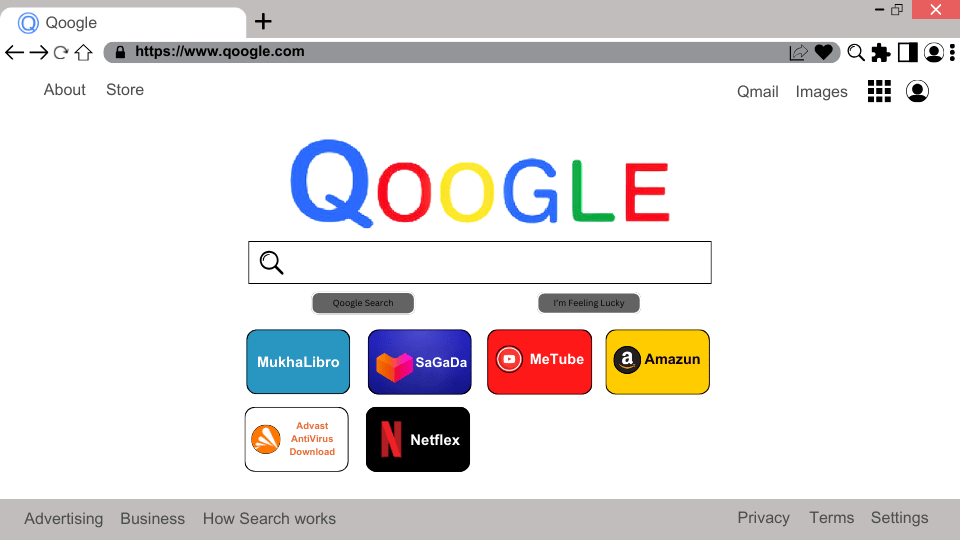 Qoogle
https://www.qoogle.com
About Store
Qmail Images
QOOGLE
Qoogle Search
I'm Feeling Lucky
MukhaLibro
SaGaDa
MeTube
a Amazun
Advast
AntiVirus
Download
N Netflex
Advertising Business How Search works
Privacy Terms Settings